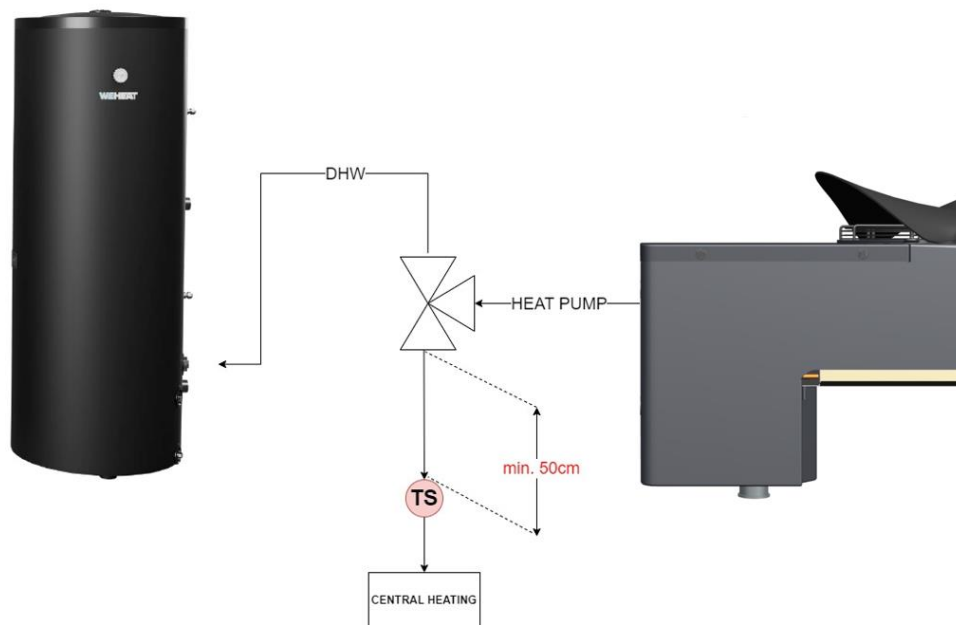 WEHEAT
DHW
HEAT PUMP
min. 50cm
TS
CENTRAL HEATING